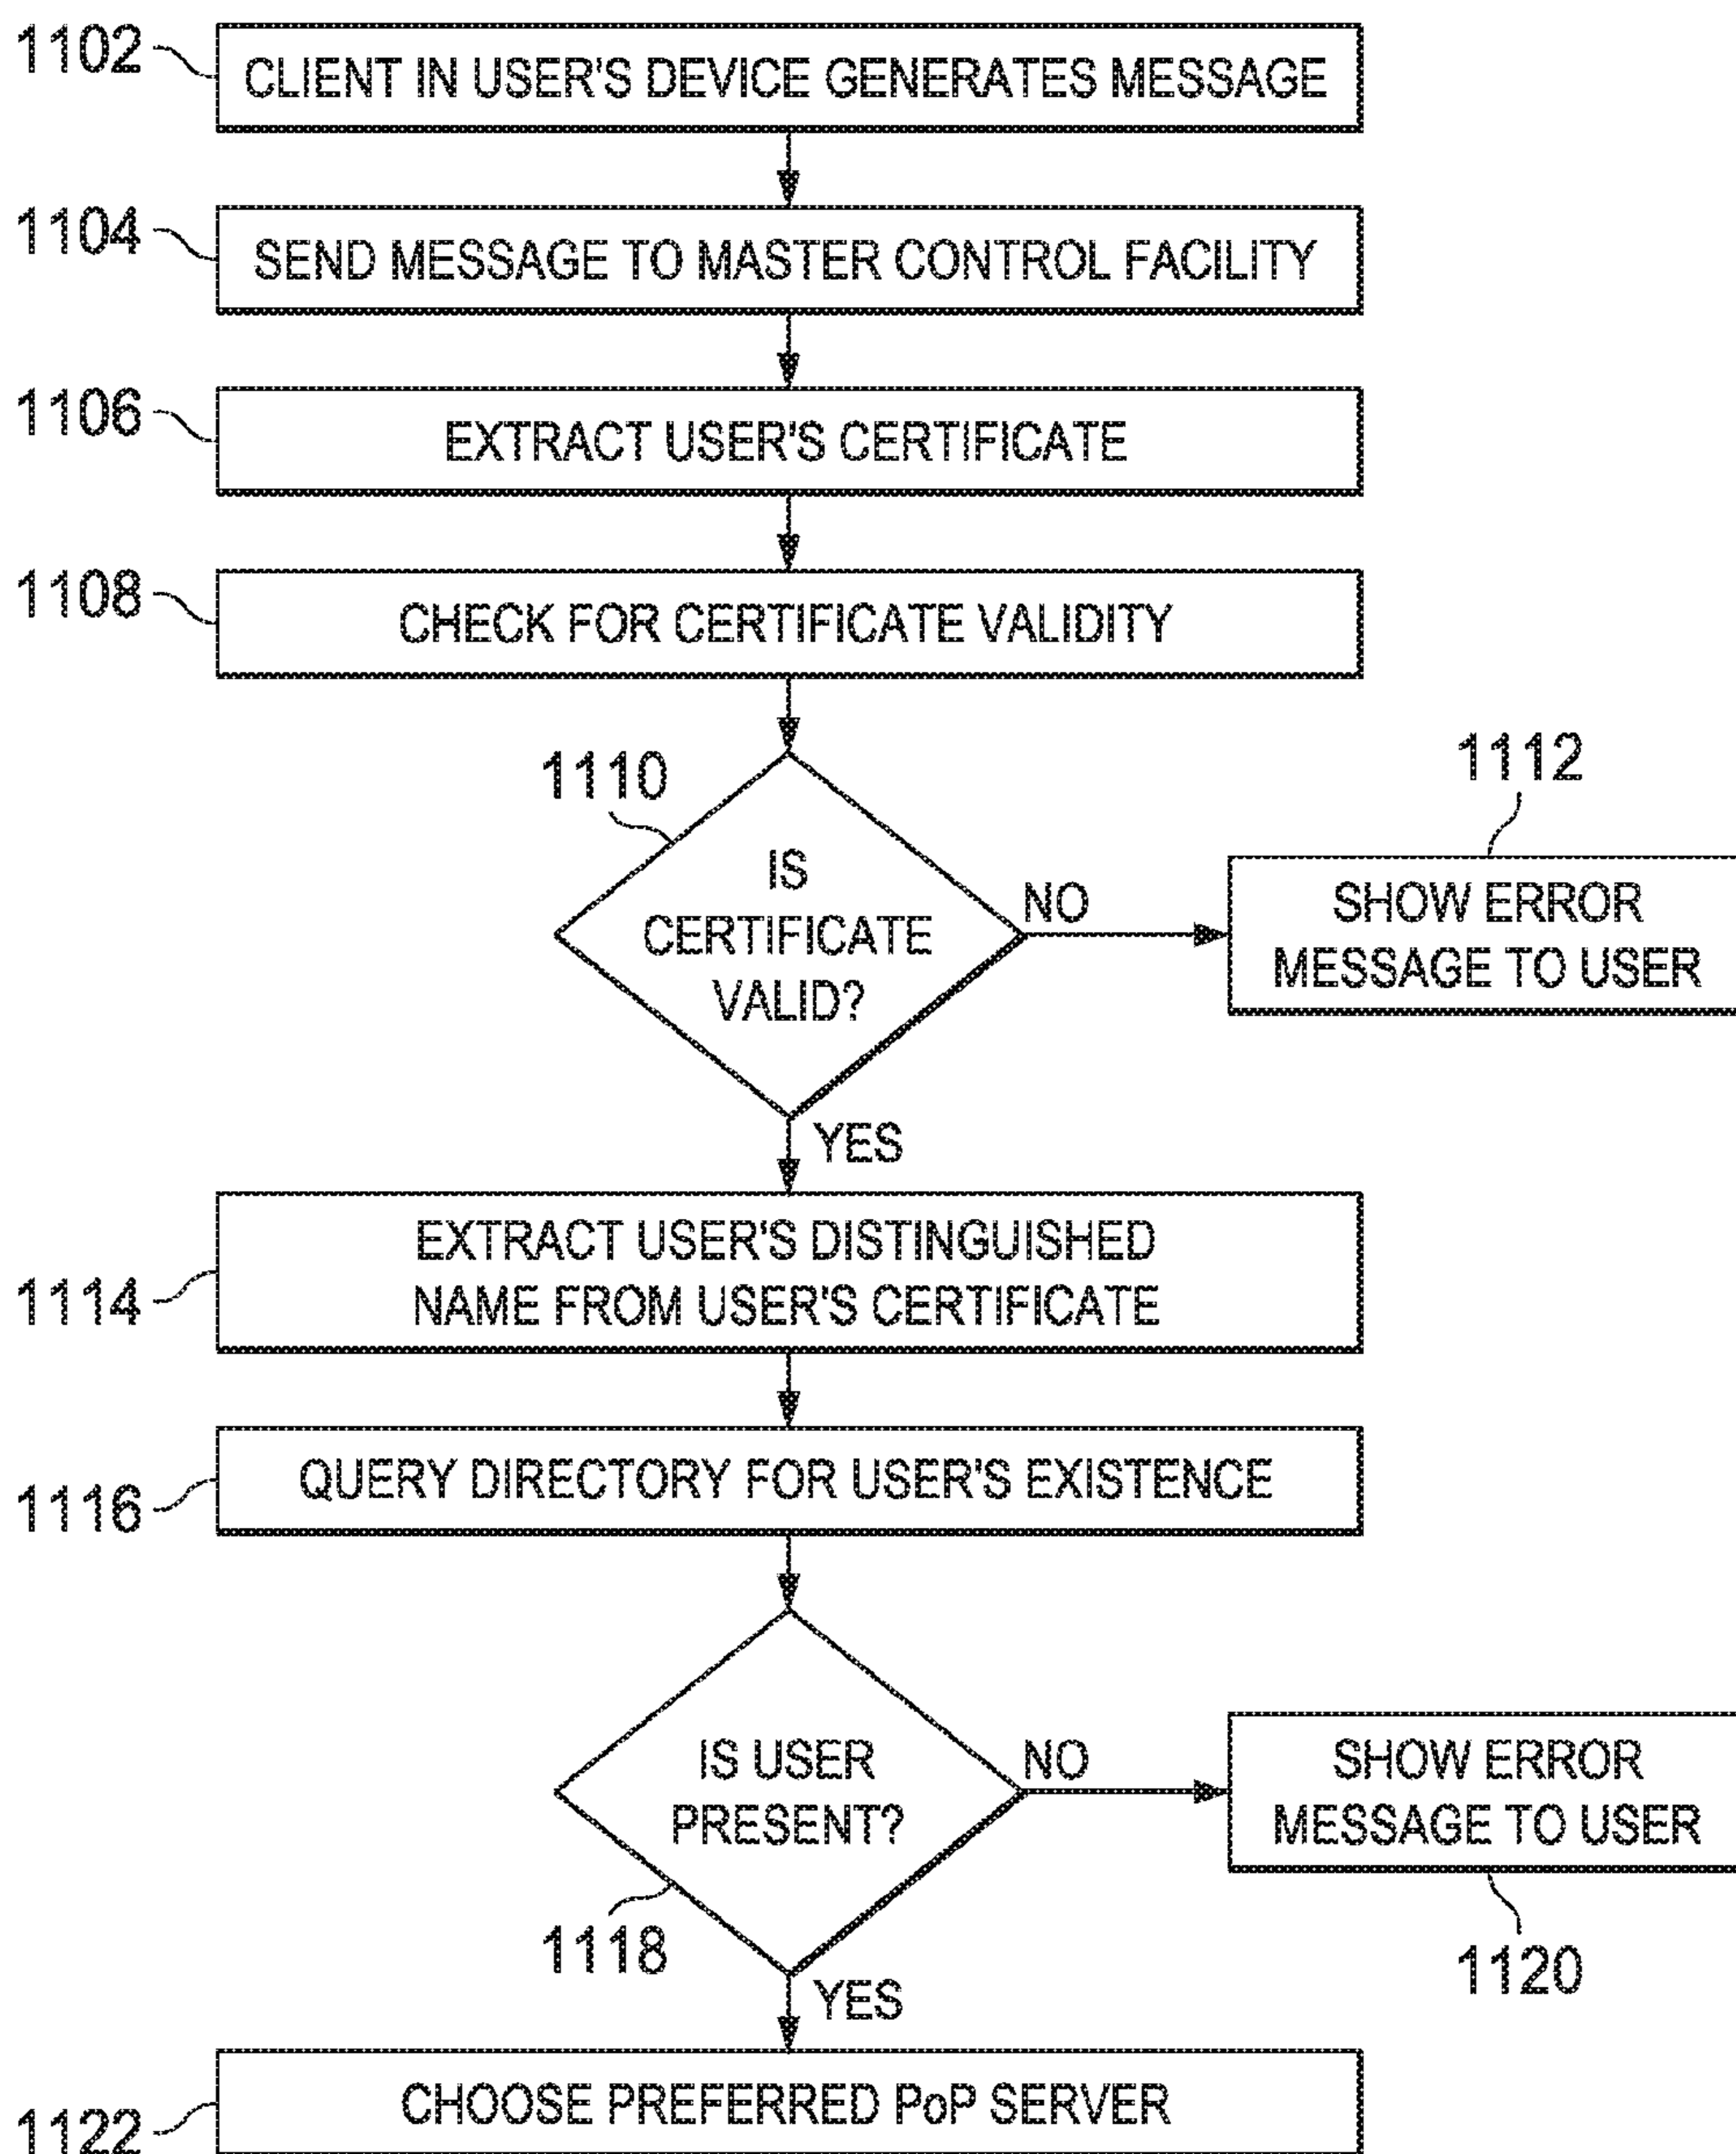 1102
CLIENT IN USER'S DEVICE GENERATES MESSAGE
1104
SEND MESSAGE TO MASTER CONTROL FACILITY
1106
EXTRACT USER'S CERTIFICATE
1108
CHECK FOR CERTIFICATE VALIDITY
1110
IS
CERTIFICATE
VALID?
NO
1112
SHOW ERROR
MESSAGE TO USER
YES
1114
EXTRACT USER'S DISTINGUISHED
NAME FROM USER'S CERTIFICATE
1116
QUERY DIRECTORY FOR USER'S EXISTENCE
IS USER
PRESENT?
1118
NO
SHOW ERROR
MESSAGE TO USER
1120
YES
1122
CHOOSE PREFERRED PoP SERVER